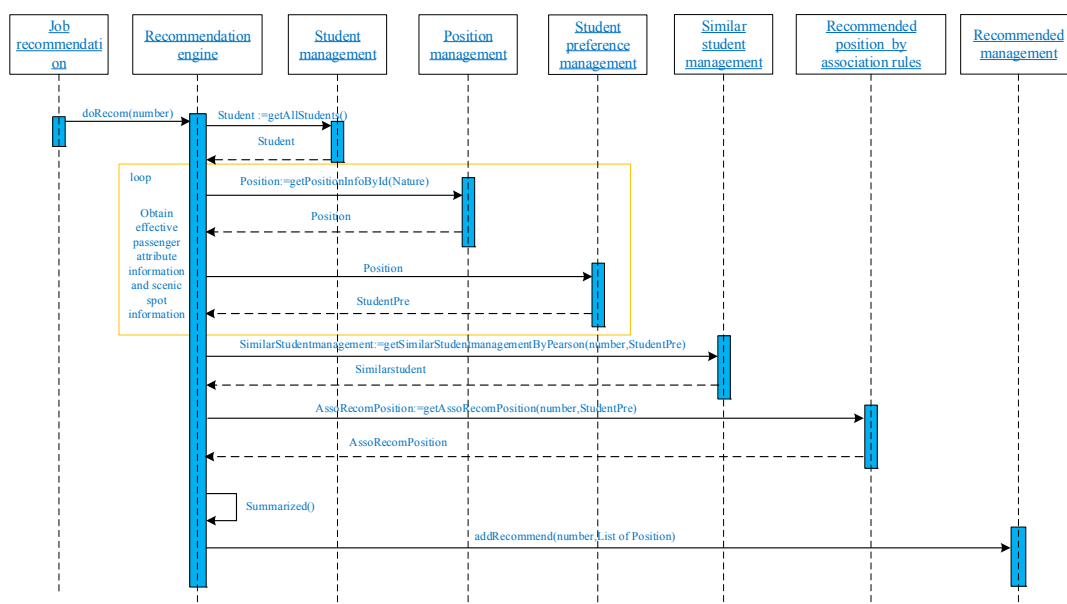 Job
recommendati
on
Recommendation
engine
Student
management
Position
management
Student
preference
management
Similar
student
management
Recommended
position by
association rules
Recommended
management
doRecom(number)
Student :=getAllStudents()
Student
loop
Position:=getPositionInfoById(Nature)
Position
Obtain
effective
passenger
attribute
information
and scenic
spot
information
Position
StudentPre
SimilarStudentmanagement:=getSimilarStudentmanagementByPearson(number,StudentPre)
Similarstudent
AssoRecomPosition:=getAssoRecomPosition(number,StudentPre)
AssoRecomPosition
Summarized()
addRecommend(number,List of Position)